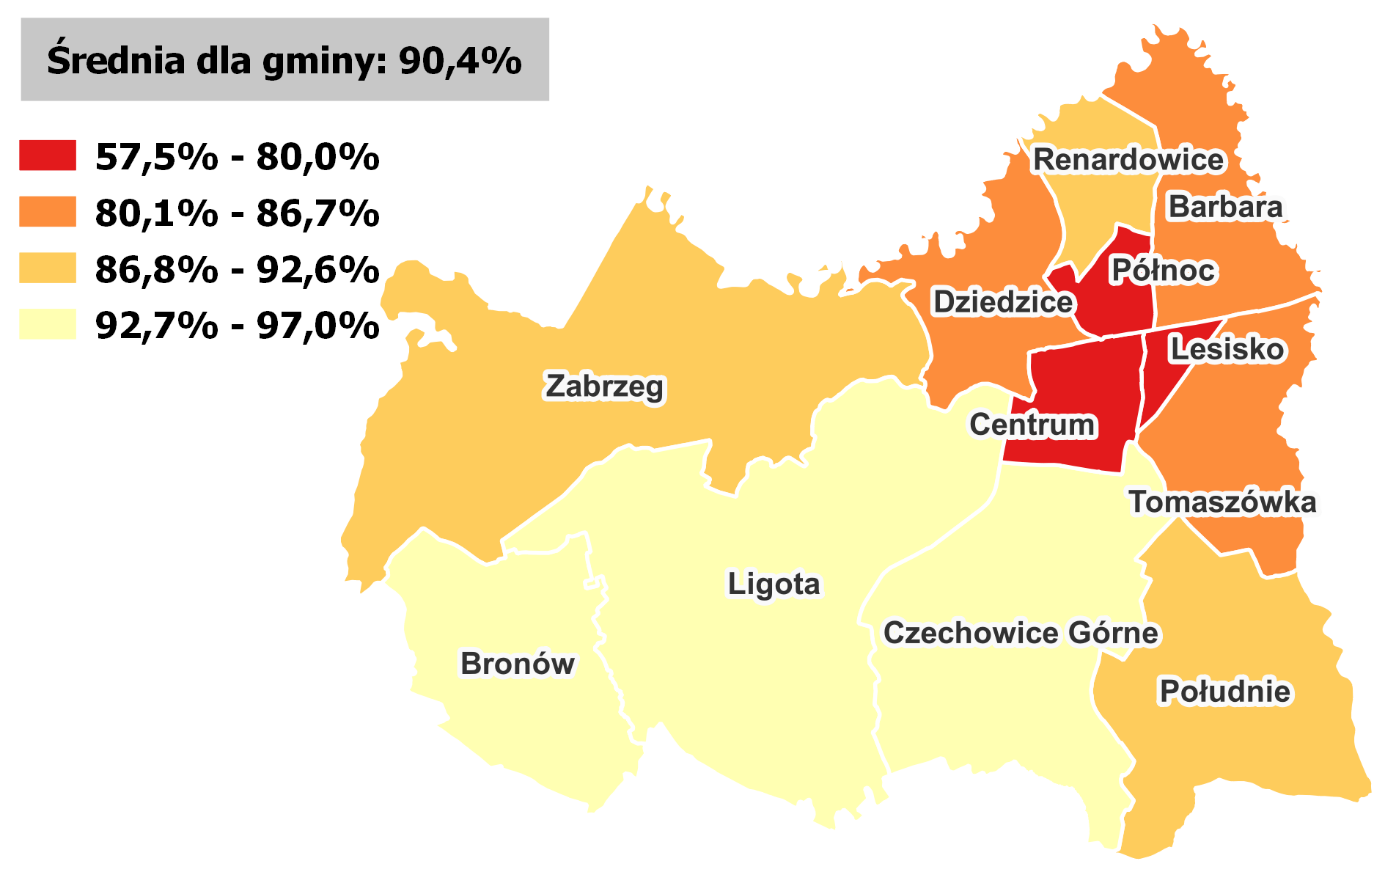 Średnia dla gminy: 90,4%
57,5% - 80,0%
80,1% - 86,7%
86,8% - 92,6%
92,7% - 97,0%
Renardowice
Barbara
Północ
Dziedzice
Lesisko
Zabrzeg
Centrum
Tomaszówka
Ligota
Czechowice Górne
Bronów
Południe